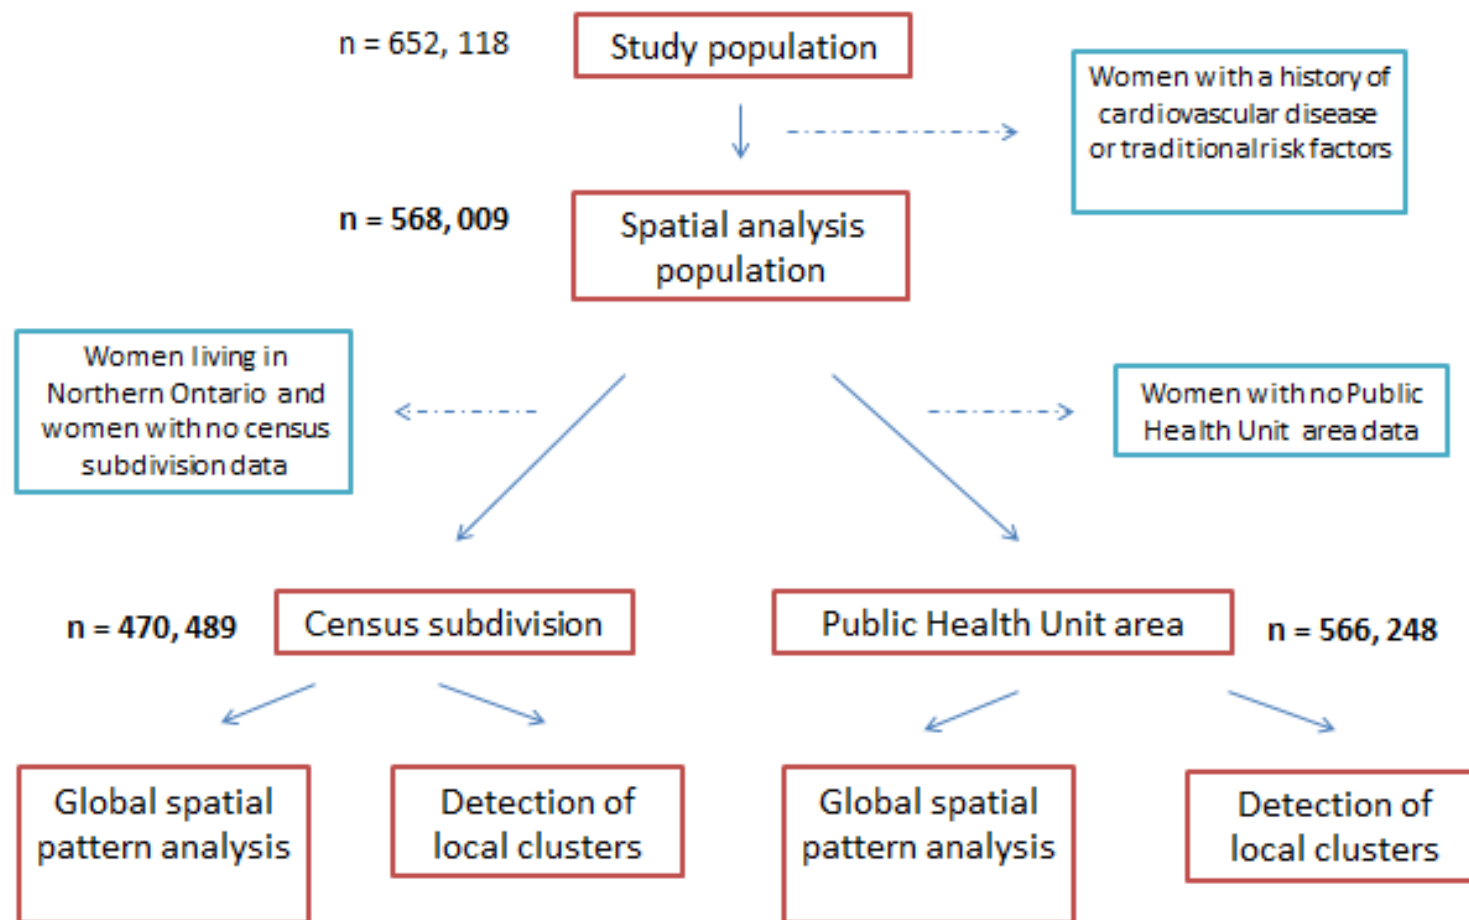 n = 652, 118
Study population
Women with a history of
cardiovascular disease
or traditional risk factors
n = 568, 009
Spatial analysis
population
Women living in
Northern Ontario and
women with no census
subdivision data
Women with no Public
Health Unit area data
n = 470, 489
Census subdivision
Public Health Unit area
n = 566, 248
Global spatial
pattern analysis
Detection of
local clusters
Global spatial
pattern analysis
Detection of
local clusters